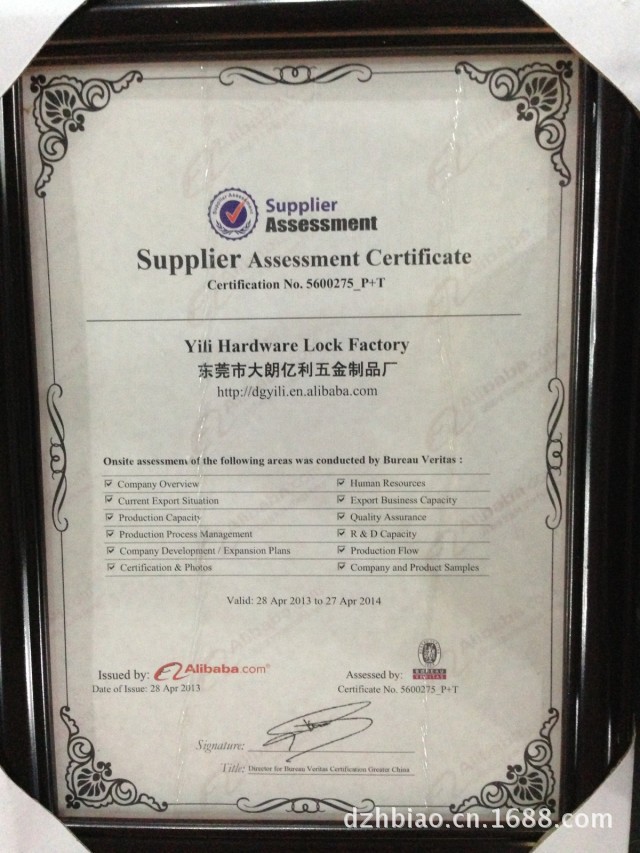 Supplier
Assessment
Supplier Assessment Certificate
Certification No. 5600275_P+T
Yili Hardware Lock Factory
东莞市大朗亿利五金制品厂
http://dgyili.en.alibaba.com
Onsite assessment of the following areas was conducted by Bureau Veritas :
Company Overview
Human Resources
Current Export Situation
Export Business Capacity
Production Capacity
Quality Assurance
Production Process Management
R & D Capacity
Company Development / Expansion Plans
Production Flow
Certification & Photos
Company and Product Samples
Valid: 28 Apr 2013 to 27 Apr 2014
Issued by: Alibaba.com®
Assessed by: BUREAU VERITAS
Date of Issue: 28 Apr 2013
Certificate No. 5600275_P+T
Signature:
Title: Director for Bureau Veritas Certification Greater China
dzhbiao.cn.1688.com